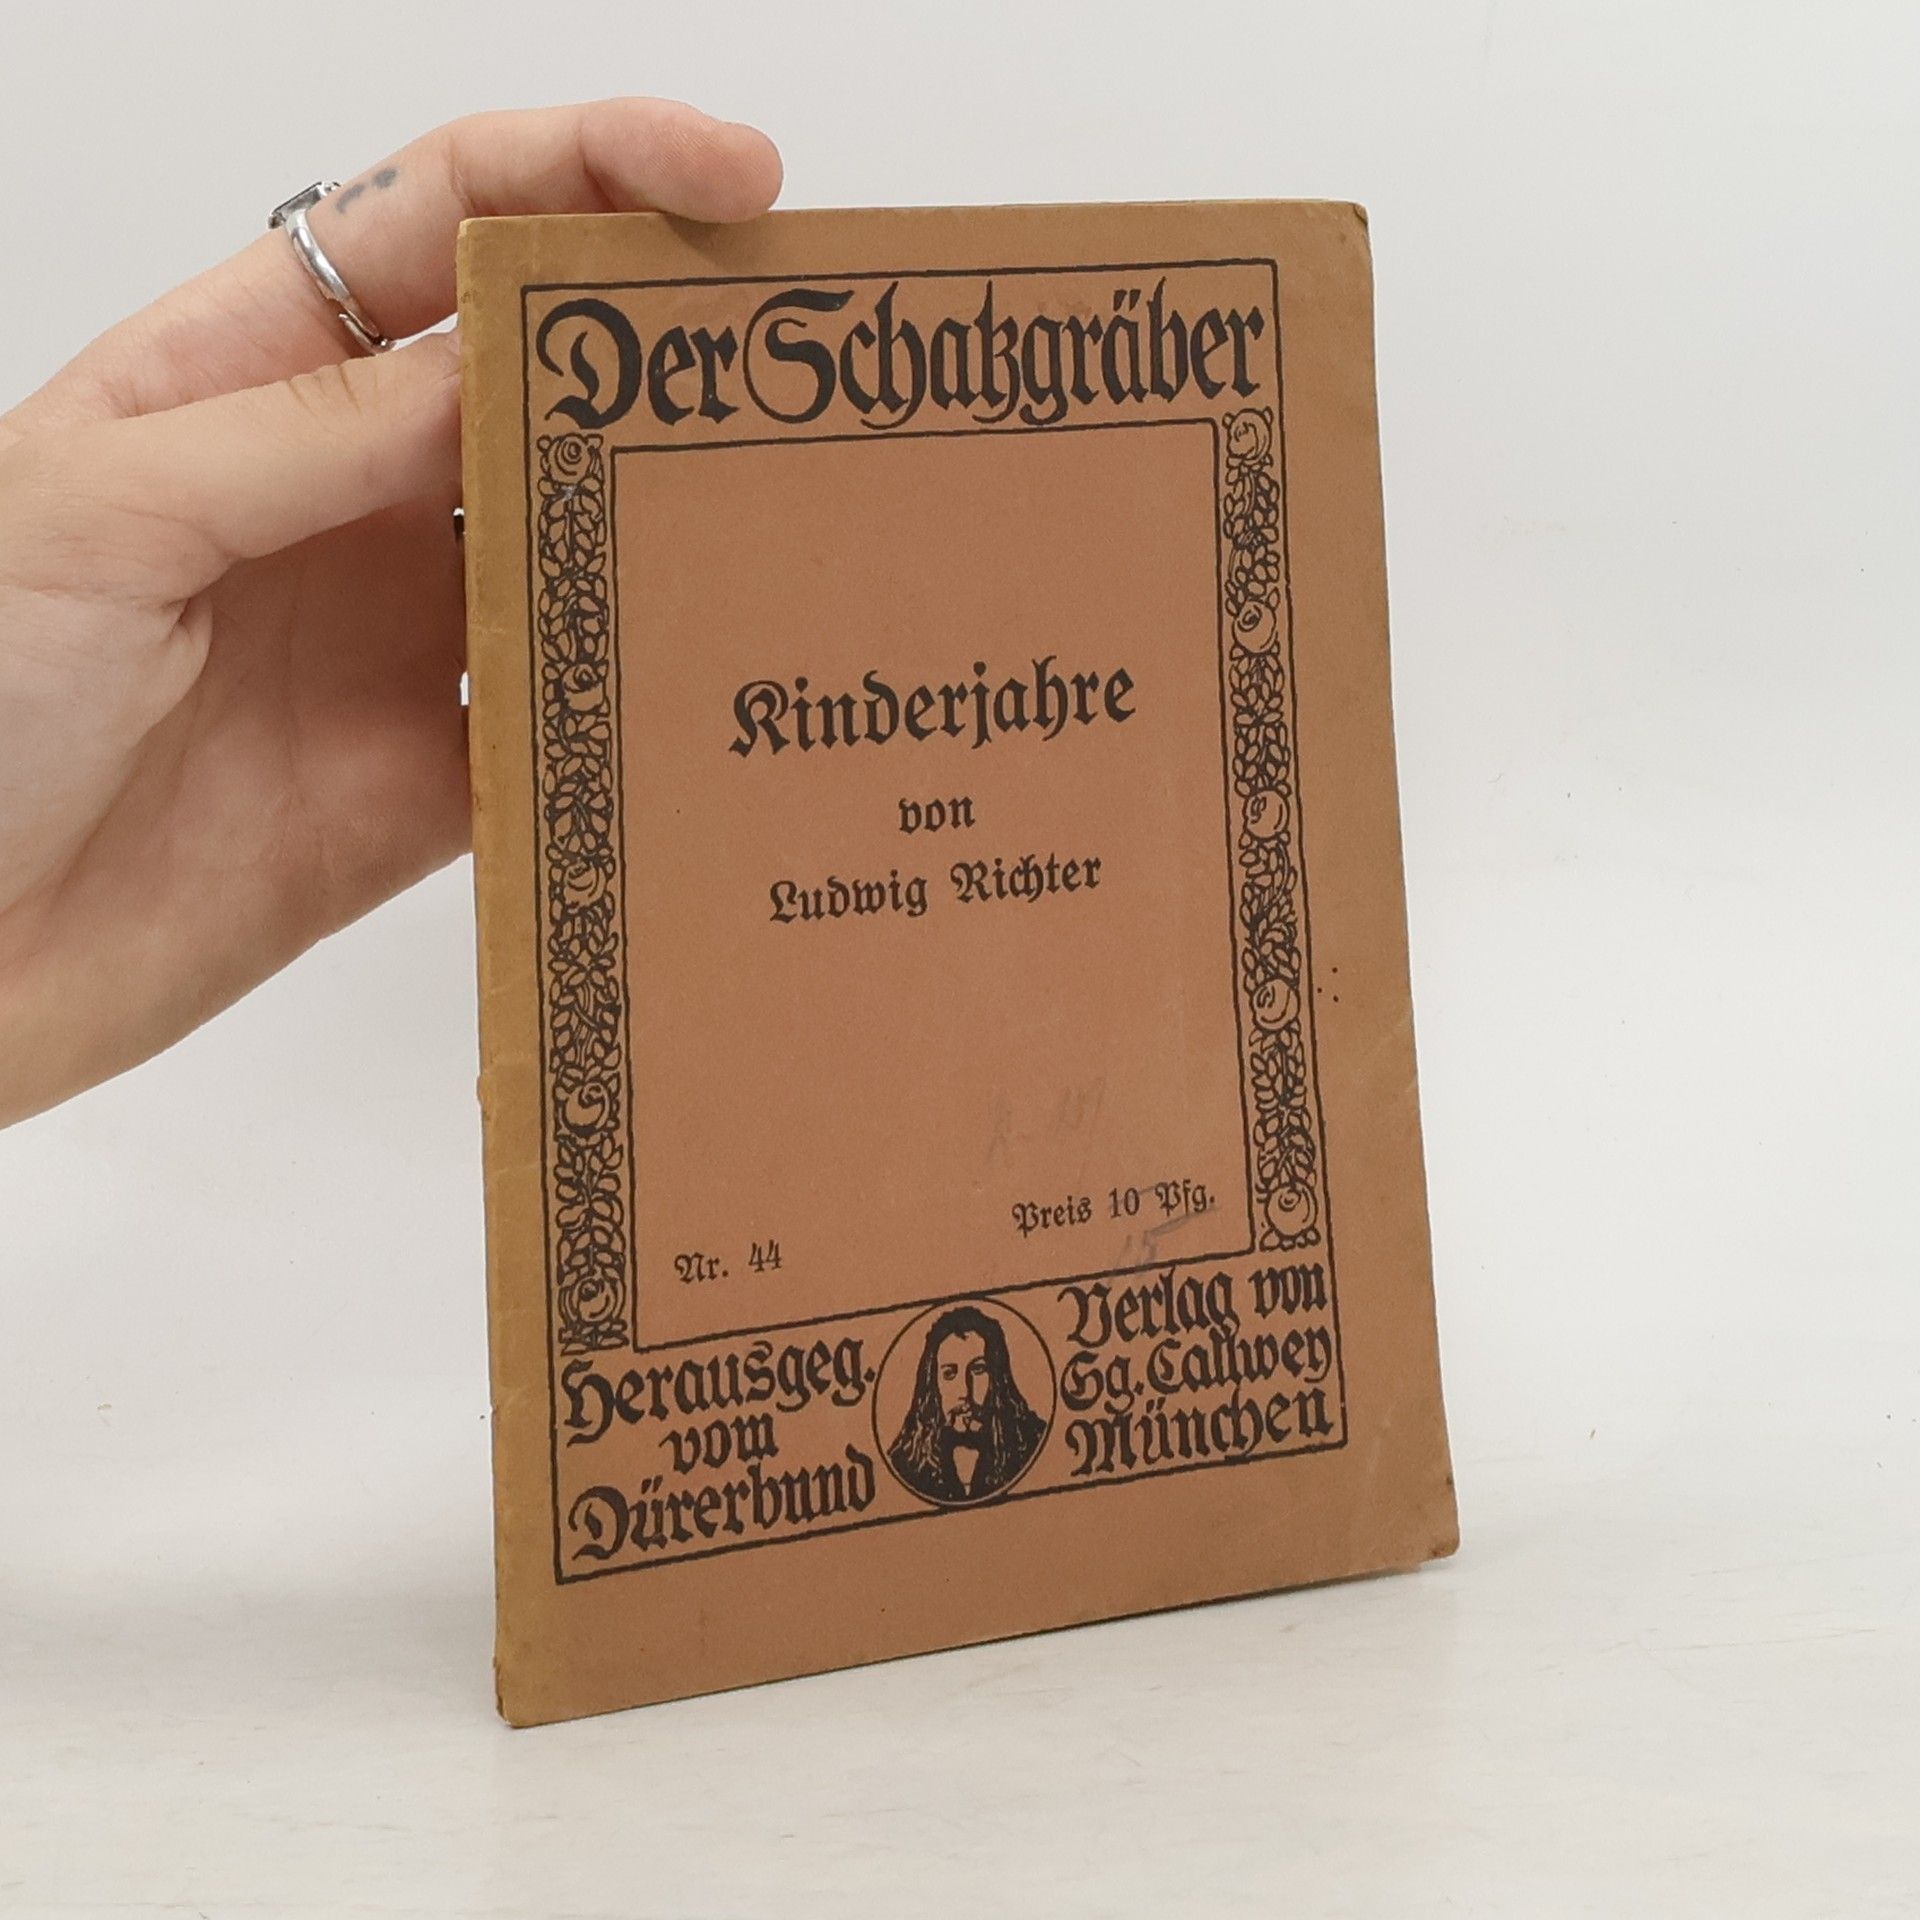 Der Schatzgräber
Kinderjahre
von
Ludwig Richter
Preis 10 Pfg.
15
Nr. 44
Herausgeg.
vom
Dürerbund
Verlag von
Gg. Callwey
München